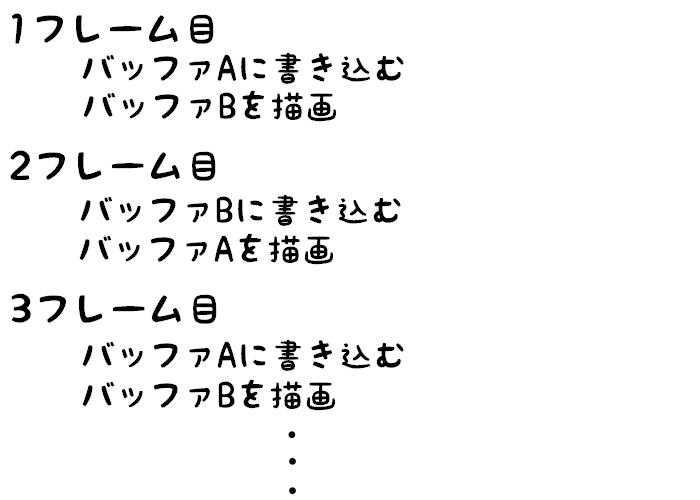 1フレーム目
バッファAに書き込む
バッファBを描画
2フレーム目
バッファBに書き込む
バッファAを描画
3フレーム目
バッファAに書き込む
バッファBを描画
・
・
・